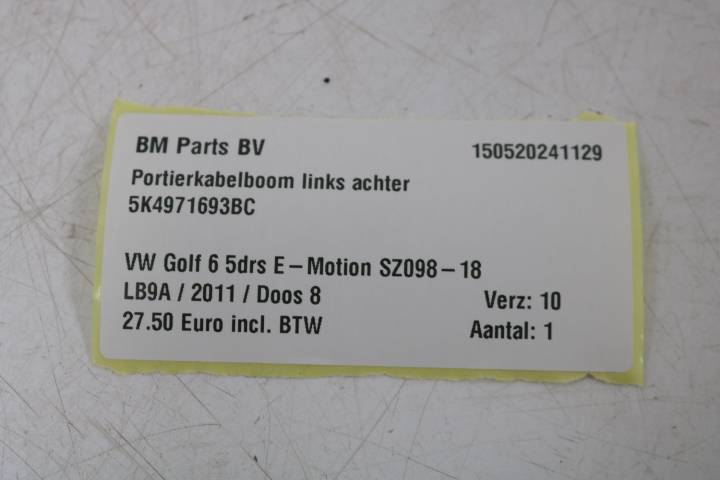 BM Parts BV 150520241129
Portierkabelboom links achter
5K4971693BC
VW Golf 6 5drs E-Motion SZ098-18
LB9A / 2011 / Doos 8 Verz: 10
27.50 Euro incl. BTW Aantal: 1